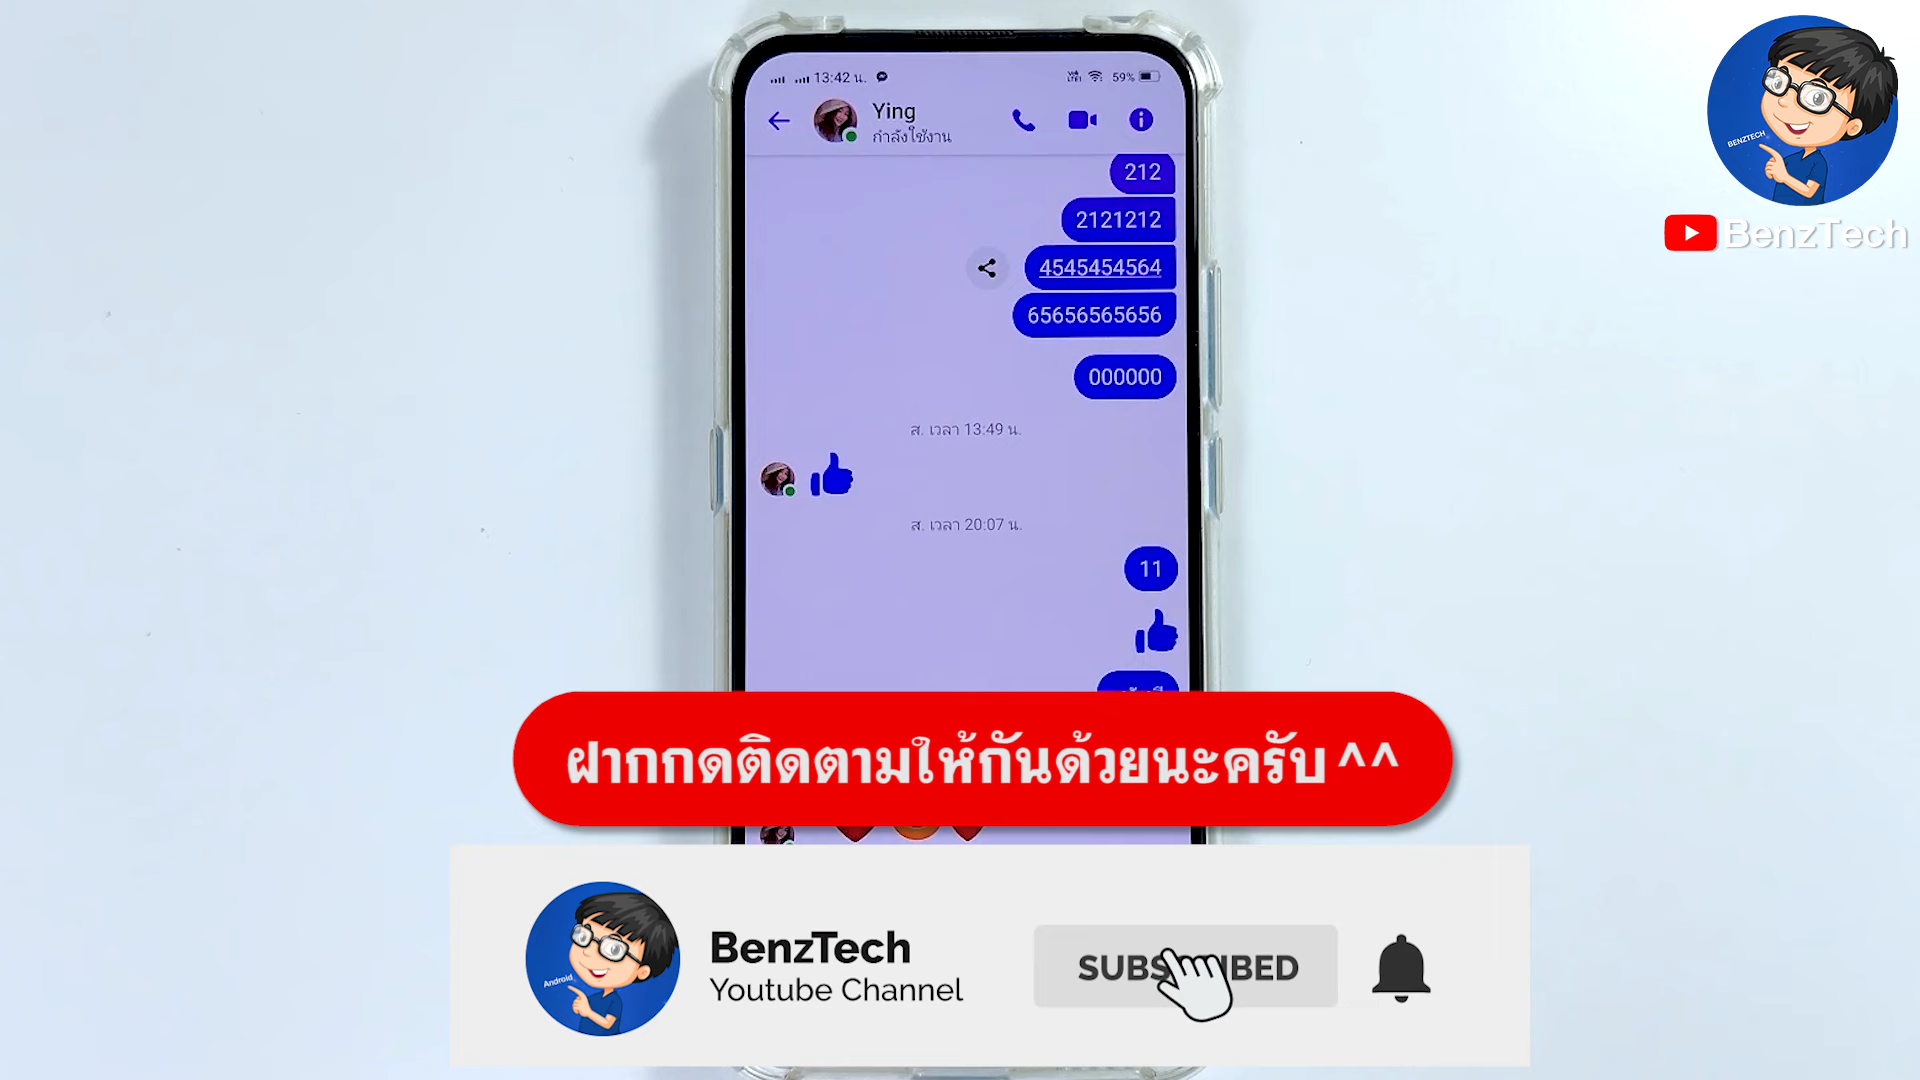 13:42 น.
59%
Ying
กำลังใช้งาน
212
2121212
4545454564
65656565656
000000
ส. เวลา 13:49 น.
ส. เวลา 20:07 น.
11
BENZTECH
BenzTech
ฝากกดติดตามให้กันด้วยนะครับ ^^
Android
BenzTech
Youtube Channel